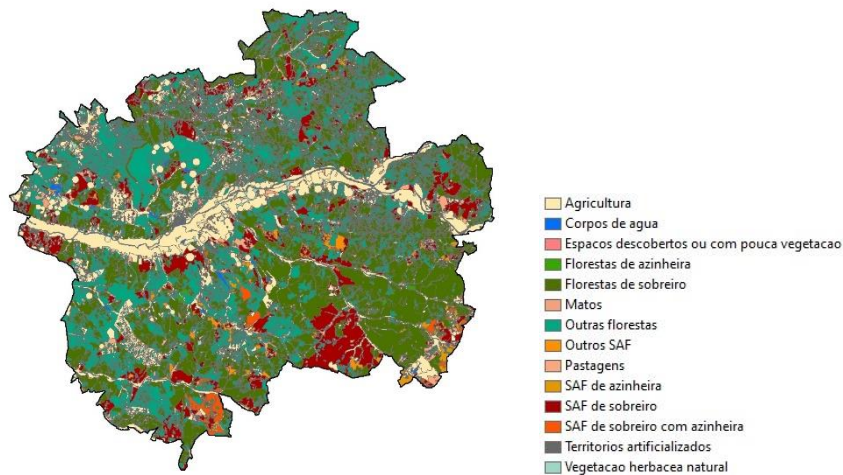 Agricultura
Corpos de agua
Espacos descobertos ou com pouca vegetacao
Florestas de azinheira
Florestas de sobreiro
Matos
Outras florestas
Outros SAF
Pastagens
SAF de azinheira
SAF de sobreiro
SAF de sobreiro com azinheira
Territorios artificializados
Vegetacao herbacea natural